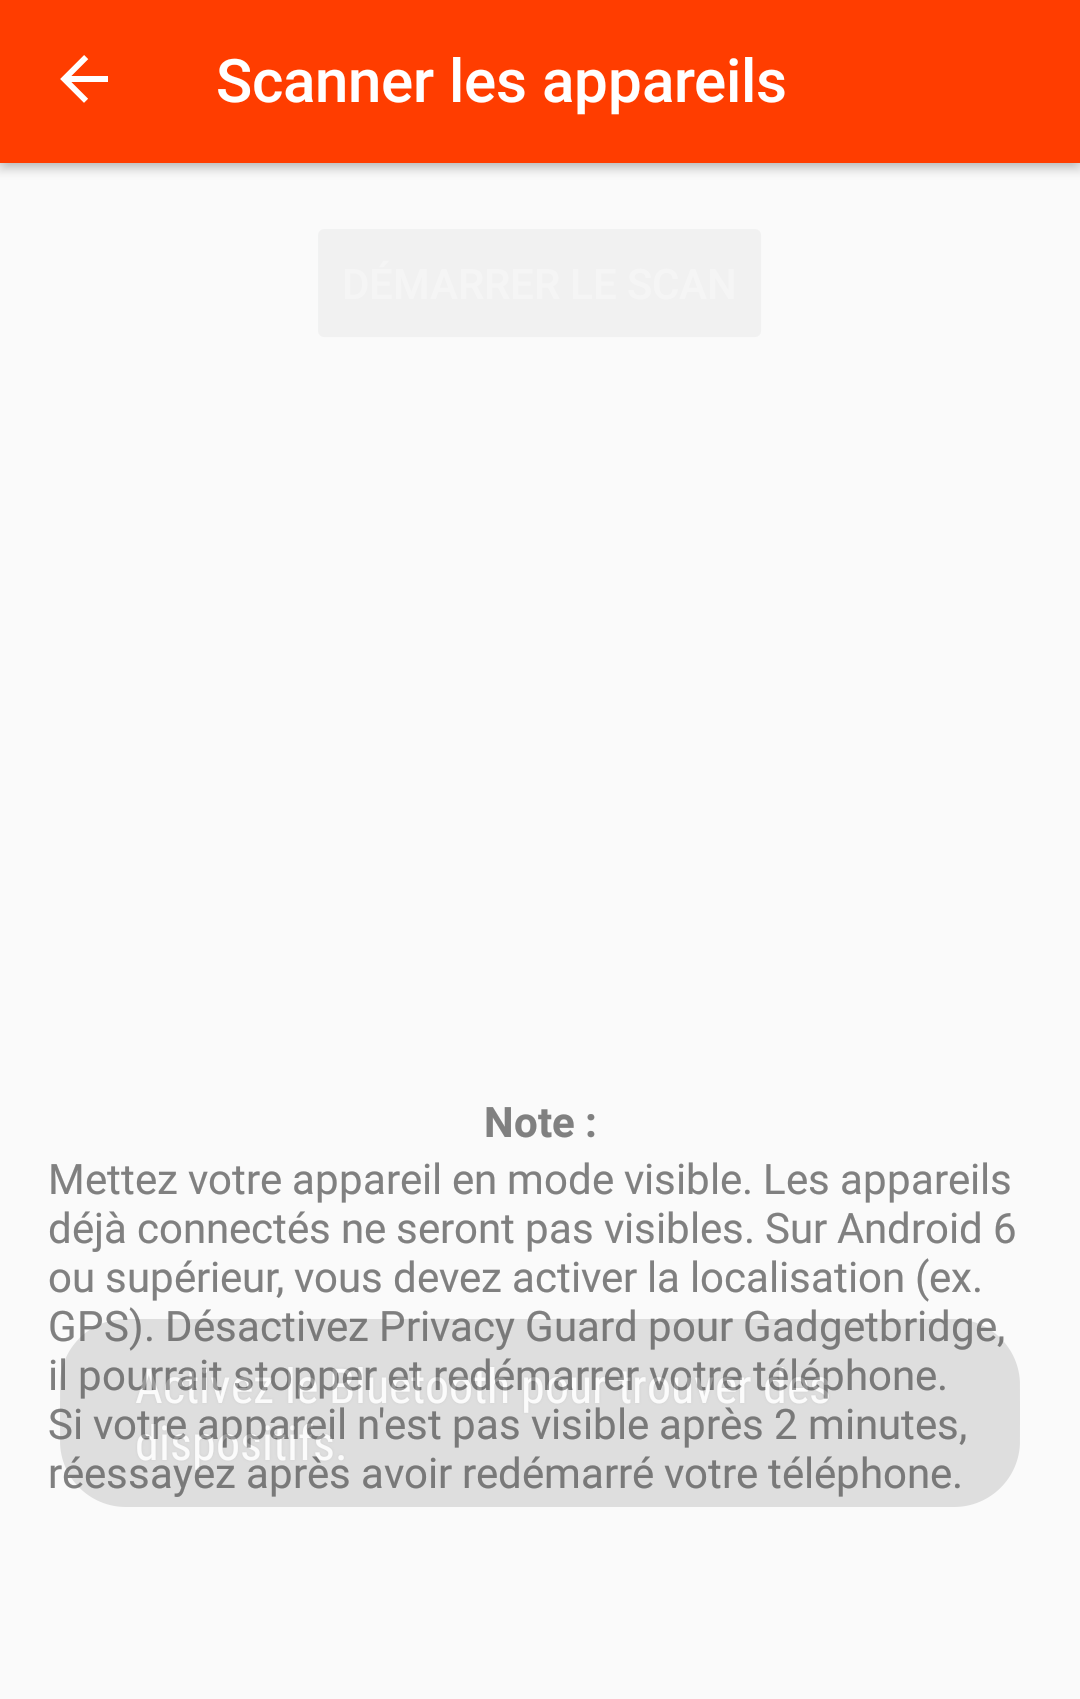 Scanner les appareils
DÉMARRER LE SCAN
Note :
Mettez votre appareil en mode visible. Les appareils
déjà connectés ne seront pas visibles. Sur Android 6
ou supérieur, vous devez activer la localisation (ex.
GPS). Désactivez Privacy Guard pour Gadgetbridge,
il pourrait stopper et redémarrer votre téléphone.
Si votre appareil n'est pas visible après 2 minutes,
réessayez après avoir redémarré votre téléphone.
Activez le Bluetooth pour trouver des
dispositifs.